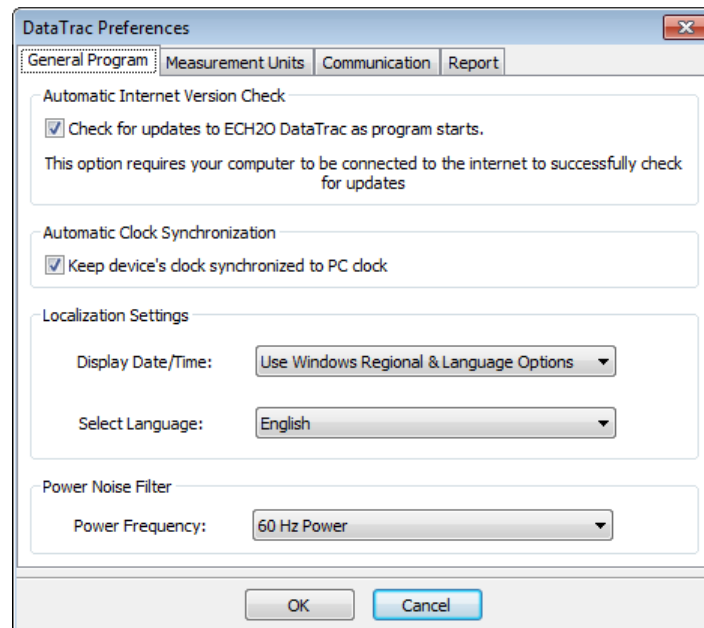 DataTrac Preferences
General Program Measurement Units Communication Report
Automatic Internet Version Check
Check for updates to ECH2O DataTrac as program starts.
This option requires your computer to be connected to the internet to successfully check
for updates
Automatic Clock Synchronization
Keep device's clock synchronized to PC clock
Localization Settings
Display Date/Time: Use Windows Regional & Language Options
Select Language: English
Power Noise Filter
Power Frequency: 60 Hz Power
OK Cancel